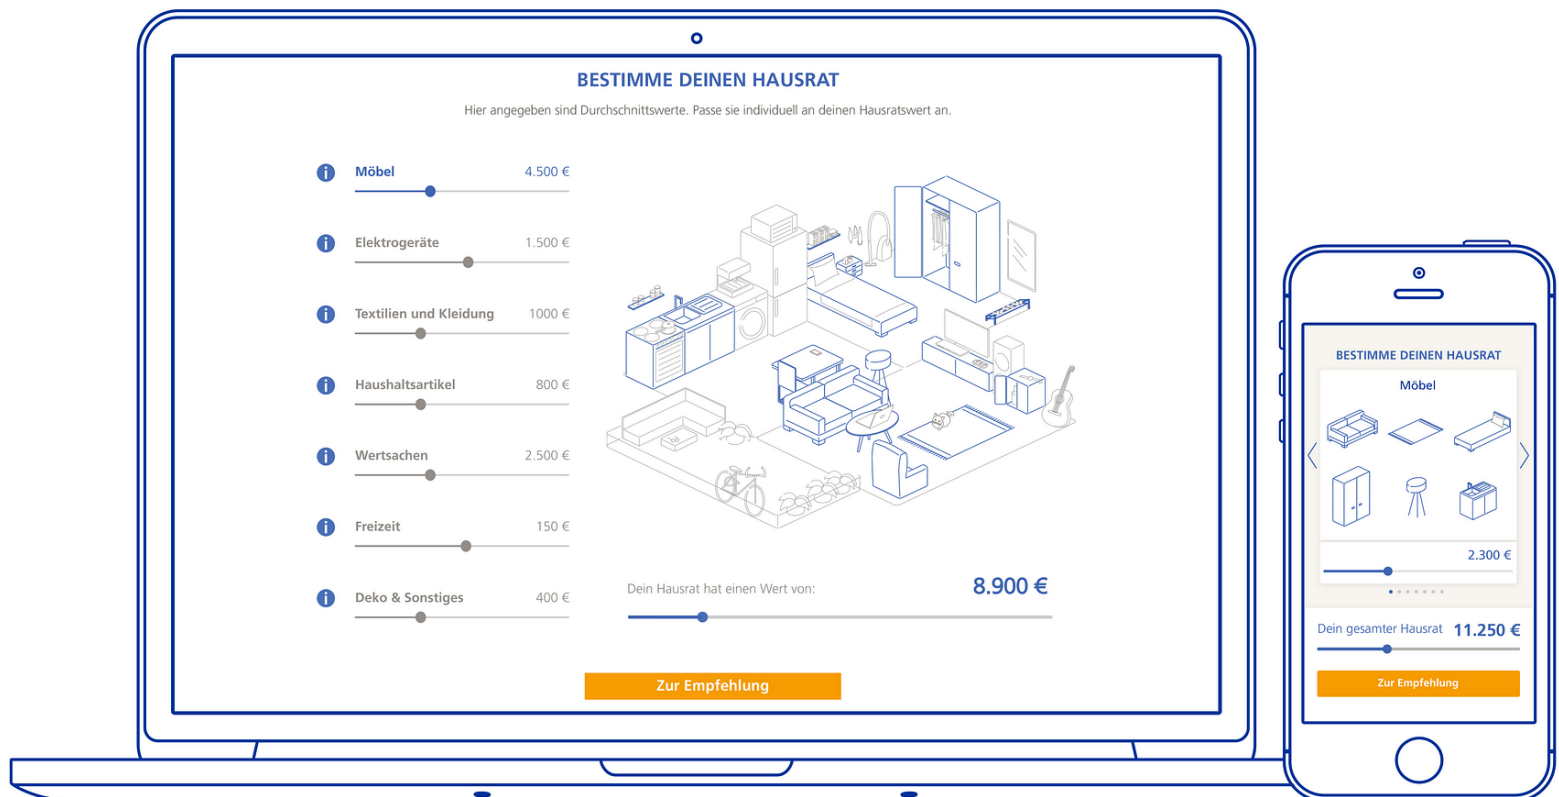 BESTIMME DEINEN HAUSRAT
Hier angegeben sind Durchschnittswerte. Passe sie individuell an deinen Hausratswert an.
Möbel 4.500 €
Elektrogeräte 1.500 €
Textilien und Kleidung 1000 €
Haushaltsartikel 800 €
Wertsachen 2.500 €
Freizeit 150 €
Deko & Sonstiges 400 €
Dein Hausrat hat einen Wert von: 8.900 €
Zur Empfehlung
BESTIMME DEINEN HAUSRAT
Möbel
2.300 €
Dein gesamter Hausrat 11.250 €
Zur Empfehlung